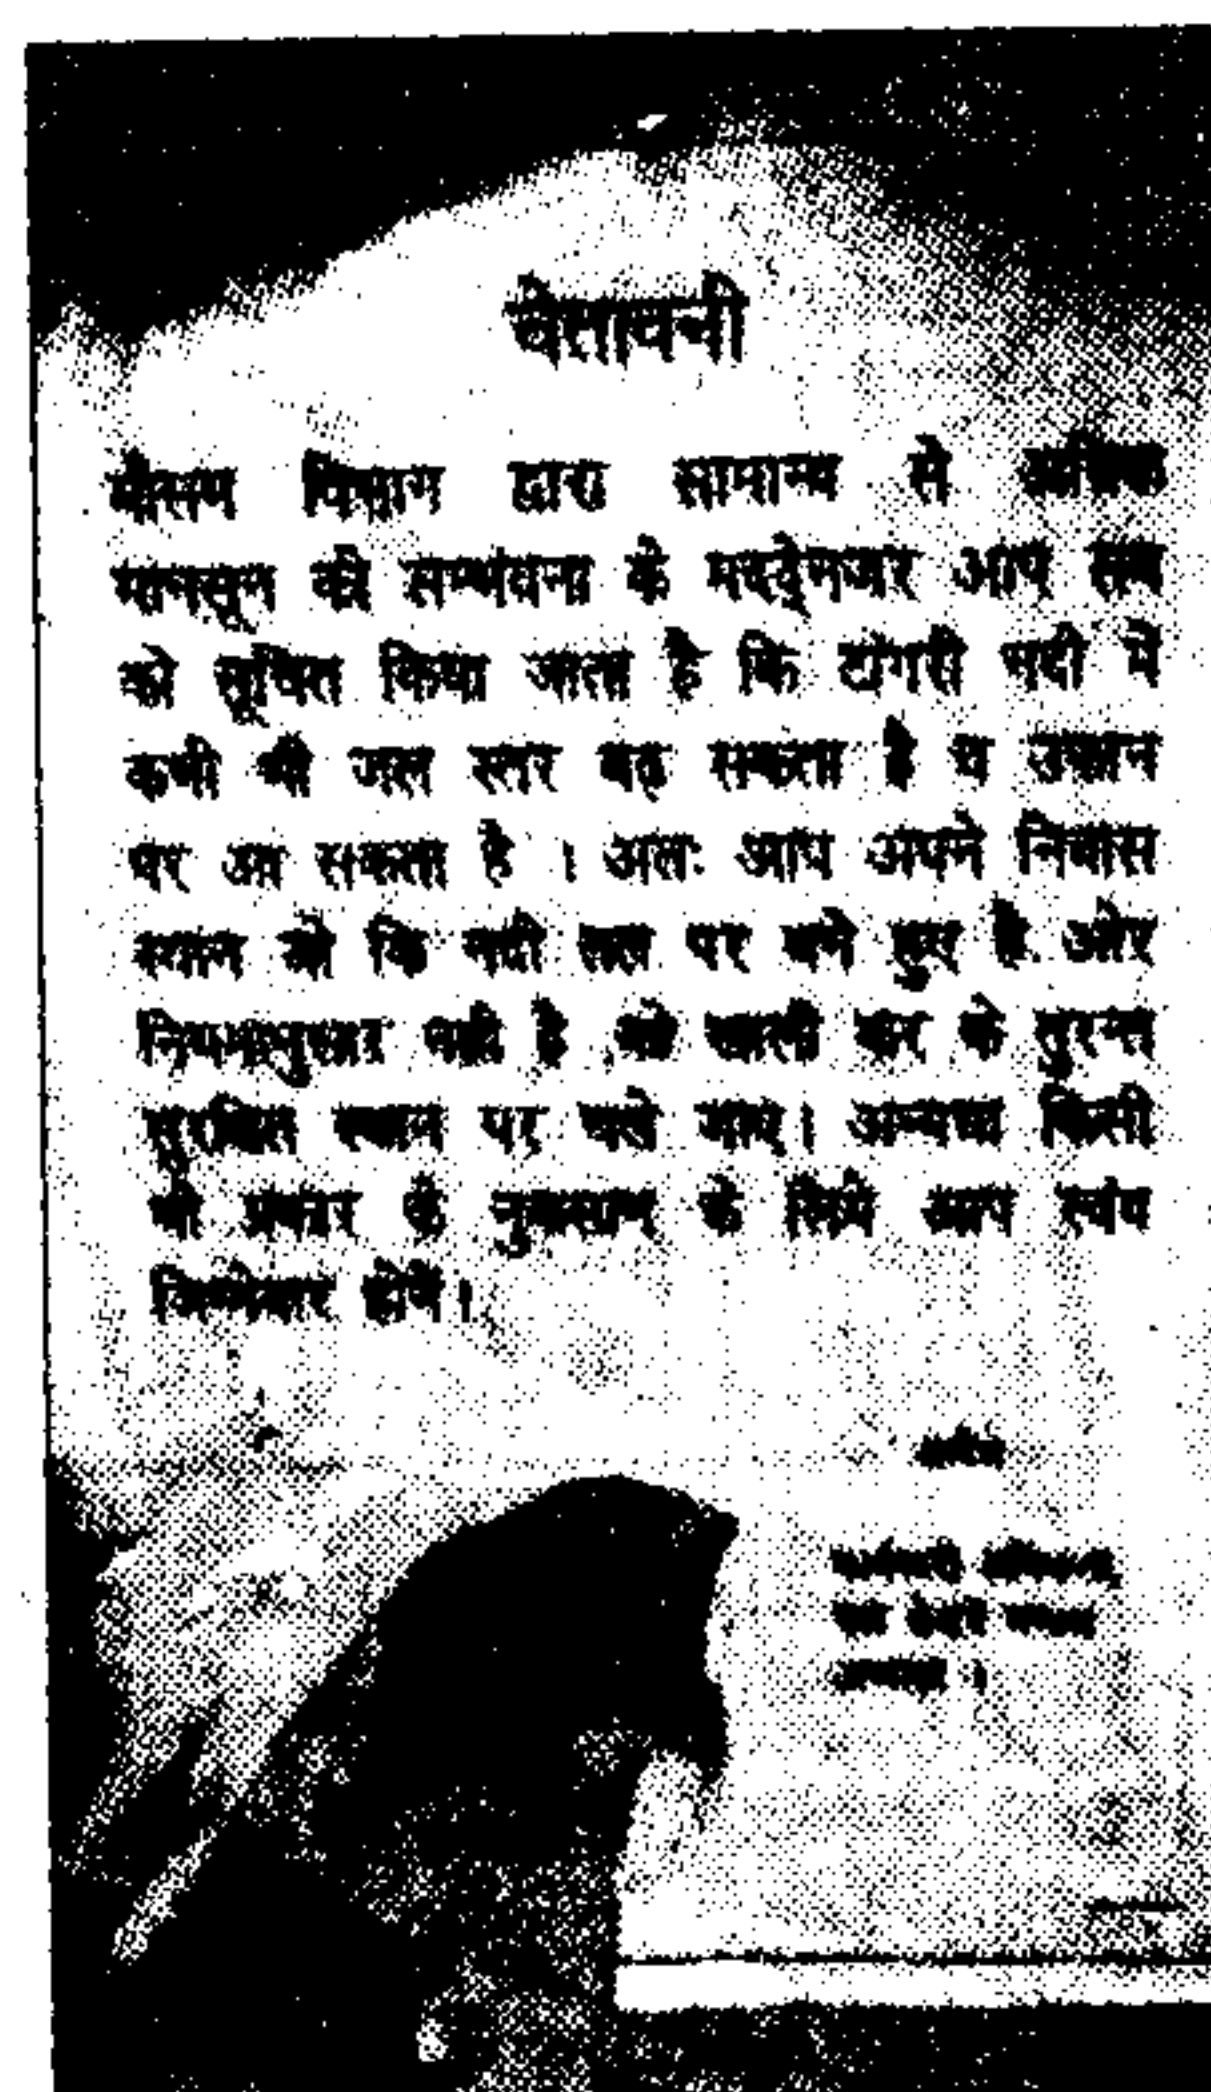 चेतावनी
मौसम विभाग द्वारा सामान्य से अधिक
मानसून की सम्भंवना के मद्देनजर आप सब
को सूचित किया जाता है कि टांगरी नदी में
कभी भी जल स्तर बढ़ सकता है व उफान
पर आ सकता है । अतः आप अपने निवास
स्थान जो कि नदी तल पर बने हुए है और
नियमानुसार नही है को खाली कर के तुरन्त
सुरक्षित स्थान पर चले जाए। अन्यथा किसी
भी प्रकार के नुकसान के लिये आप स्वंय
जिम्मेवार होगें।